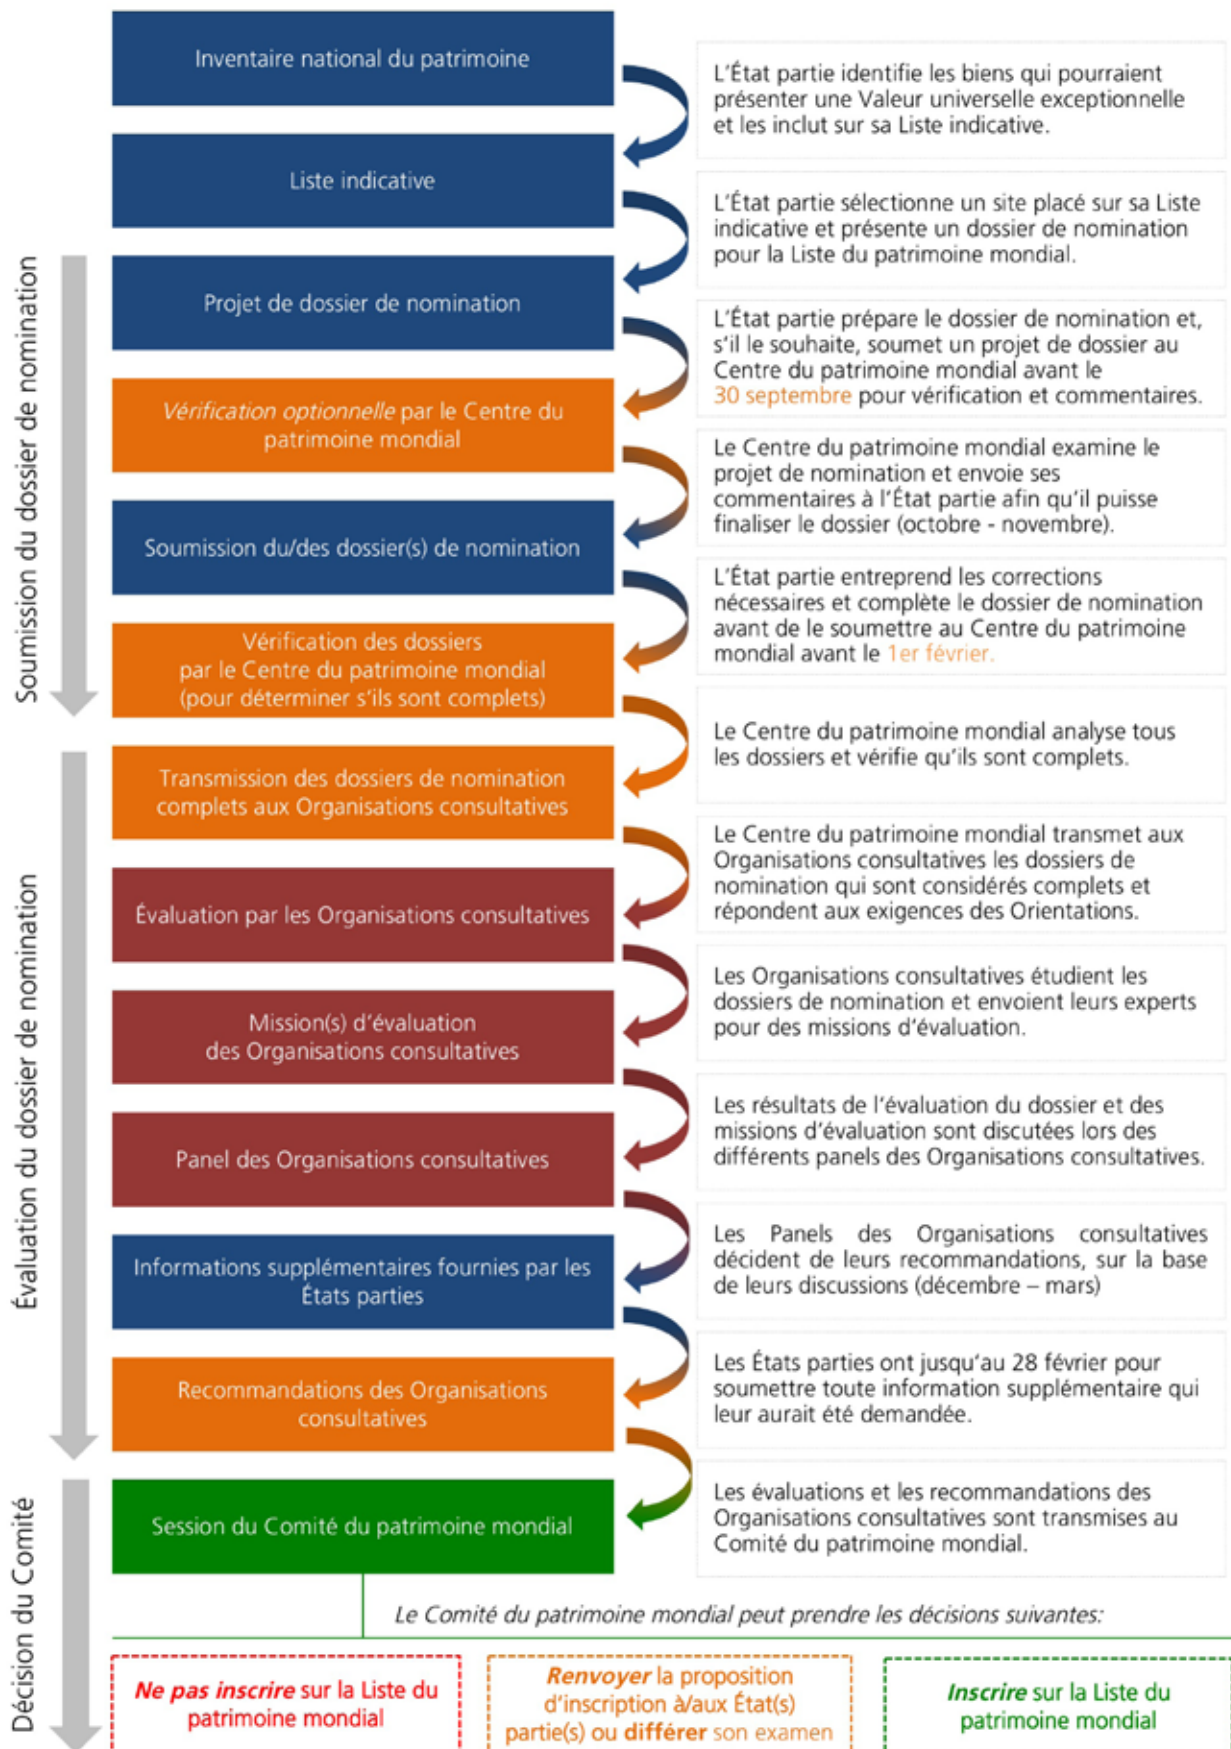 Inventaire national du patrimoine
L'État partie identifie les biens qui pourraient
présenter une Valeur universelle exceptionnelle
et les inclut sur sa Liste indicative.
Liste indicative
L'État partie sélectionne un site placé sur sa Liste
indicative et présente un dossier de nomination
pour la Liste du patrimoine mondial.
Soumission du dossier de nomination
Projet de dossier de nomination
L'État partie prépare le dossier de nomination et,
s'il le souhaite, soumet un projet de dossier au
Centre du patrimoine mondial avant le
30 septembre pour vérification et commentaires.
Vérification optionnelle par le Centre du
patrimoine mondial
Le Centre du patrimoine mondial examine le
projet de nomination et envoie ses
commentaires à l'État partie afin qu'il puisse
finaliser le dossier (octobre - novembre).
Soumission du/des dossier(s) de nomination
L'État partie entreprend les corrections
nécessaires et complète le dossier de nomination
avant de le soumettre au Centre du patrimoine
mondial avant le 1er février.
Vérification des dossiers
par le Centre du patrimoine mondial
(pour déterminer s'ils sont complets)
Le Centre du patrimoine mondial analyse tous
les dossiers et vérifie qu'ils sont complets.
Évaluation du dossier de nomination
Transmission des dossiers de nomination
complets aux Organisations consultatives
Le Centre du patrimoine mondial transmet aux
Organisations consultatives les dossiers de
nomination qui sont considérés complets et
répondent aux exigences des Orientations.
Évaluation par les Organisations consultatives
Les Organisations consultatives étudient les
dossiers de nomination et envoient leurs experts
pour des missions d'évaluation.
Mission(s) d'évaluation
des Organisations consultatives
Les résultats de l'évaluation du dossier et des
missions d'évaluation sont discutées lors des
différents panels des Organisations consultatives.
Panel des Organisations consultatives
Les Panels des Organisations consultatives
décident de leurs recommandations, sur la base
de leurs discussions (décembre – mars)
Informations supplémentaires fournies par les
États parties
Les États parties ont jusqu'au 28 février pour
soumettre toute information supplémentaire qui
leur aurait été demandée.
Recommandations des Organisations
consultatives
Les évaluations et les recommandations des
Organisations consultatives sont transmises au
Comité du patrimoine mondial.
Décision du Comité
Session du Comité du patrimoine mondial
Le Comité du patrimoine mondial peut prendre les décisions suivantes:
Ne pas inscrire sur la Liste du
patrimoine mondial
Renvoyer la proposition
d'inscription à/aux État(s)
partie(s) ou différer son examen
Inscrire sur la Liste du
patrimoine mondial